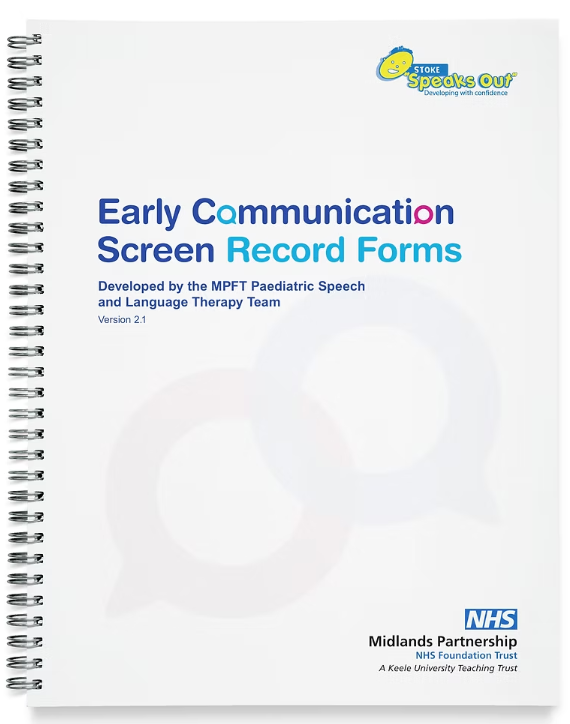 STOKE
Speaks Out
Developing with confidence
Early Communication
Screen Record Forms
Developed by the MPFT Paediatric Speech
and Language Therapy Team
Version 2.1
NHS
Midlands Partnership
NHS Foundation Trust
A Keele University Teaching Trust